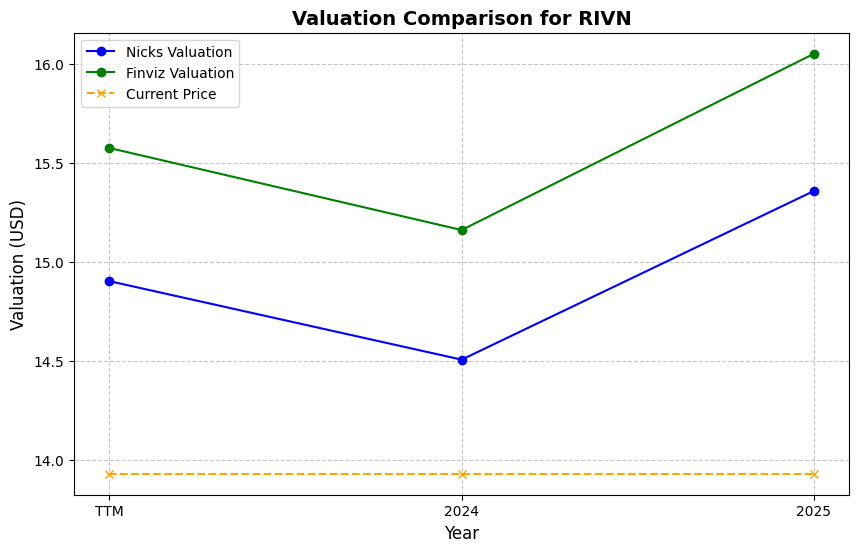 Valuation Comparison for RIVN
Nicks Valuation
Finviz Valuation
Current Price
Valuation (USD)
16.0
15.5
15.0
14.5
14.0
TTM
2024
2025
Year